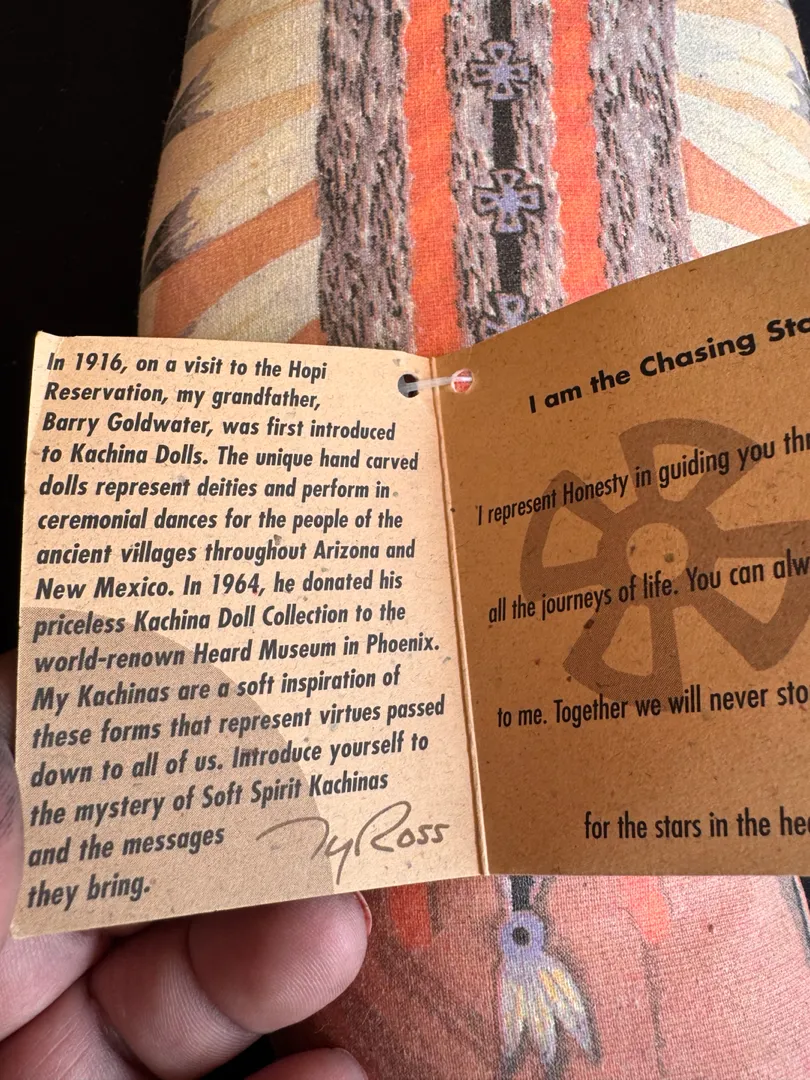 In 1916, on a visit to the Hopi
Reservation, my grandfather,
Barry Goldwater, was first introduced
to Kachina Dolls. The unique hand carved
dolls represent deities and perform in
ceremonial dances for the people of the
ancient villages throughout Arizona and
New Mexico. In 1964, he donated his
priceless Kachina Doll Collection to the
world-renown Heard Museum in Phoenix.
My Kachinas are a soft inspiration of
these forms that represent virtues passed
down to all of us. Introduce yourself to
the mystery of Soft Spirit Kachinas
and the messages
they bring.
Ty Ross
I am the Chasing
I represent Honesty in guiding you
all the journeys of life. You can
to me. Together we will never
for the stars in the